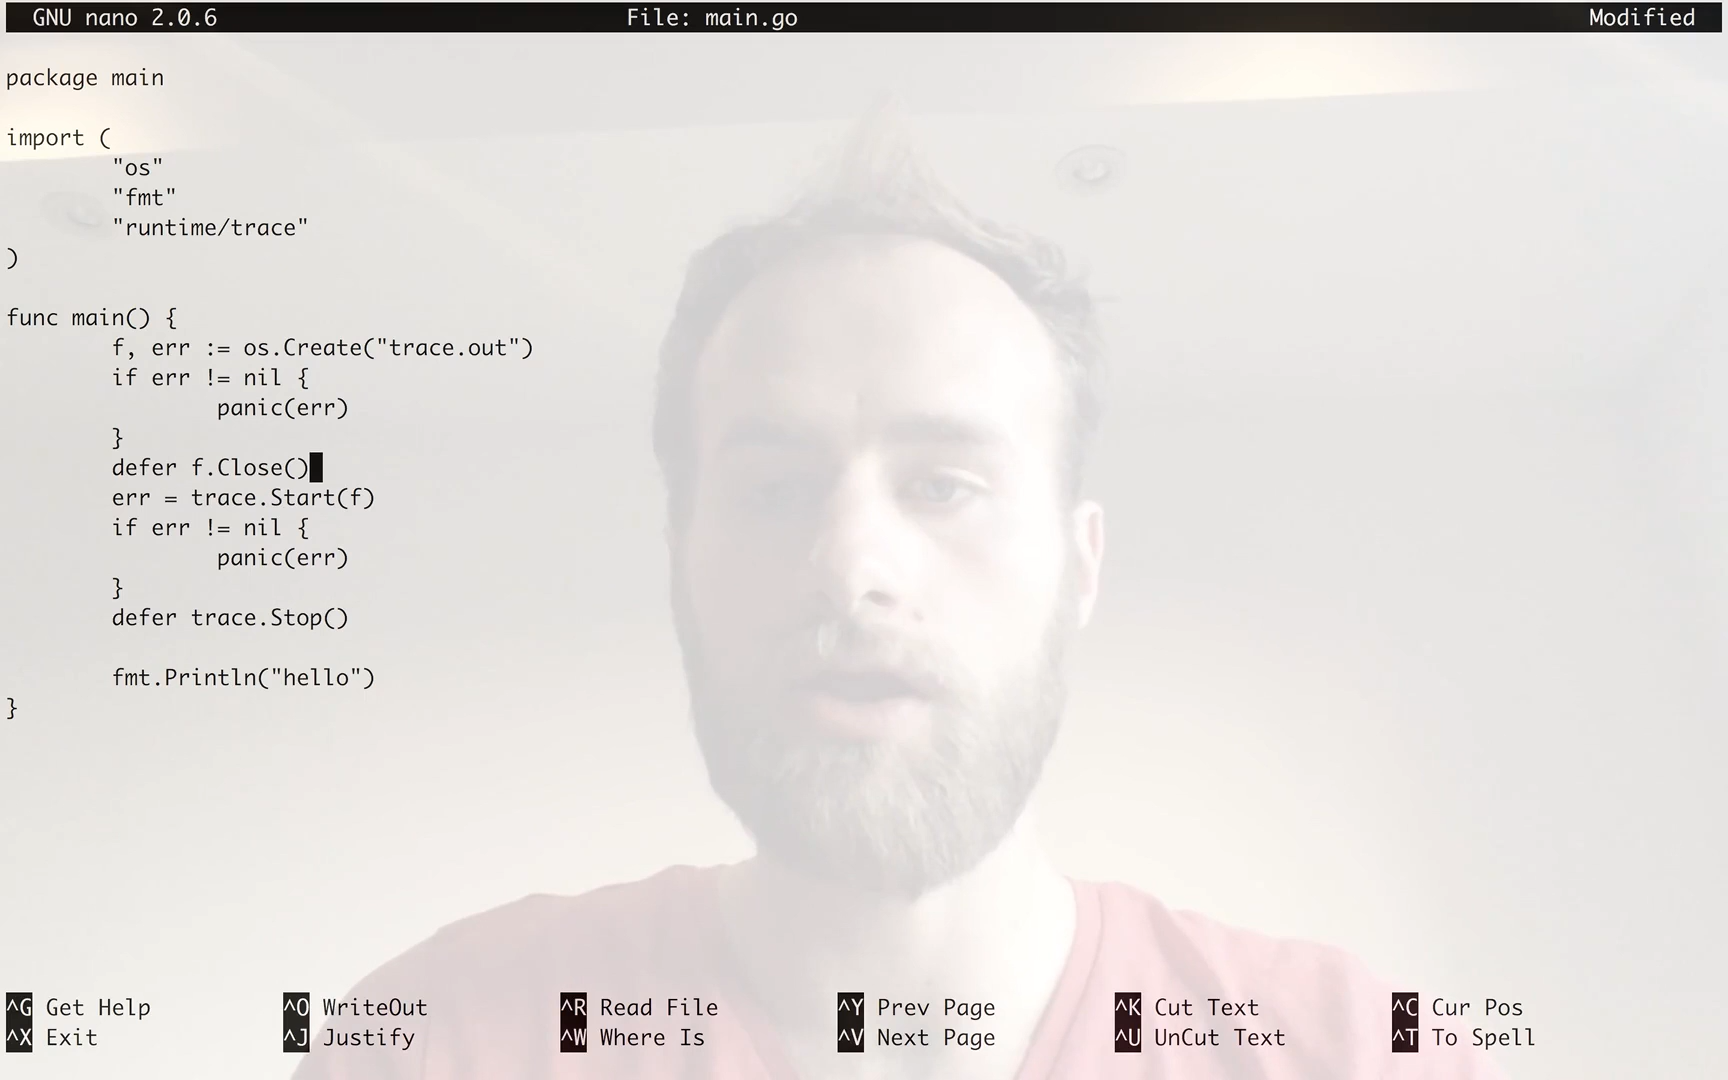 GNU nano 2.0.6 File: main.go Modified
package main
import (
"os"
"fmt"
"runtime/trace"
)
func main() {
f, err := os.Create("trace.out")
if err != nil {
panic(err)
}
defer f.Close()
err = trace.Start(f)
if err != nil {
panic(err)
}
defer trace.Stop()
fmt.Println("hello")
}
^G Get Help ^O WriteOut ^R Read File ^Y Prev Page ^K Cut Text ^C Cur Pos
^X Exit ^J Justify ^W Where Is ^V Next Page ^U UnCut Text ^T To Spell